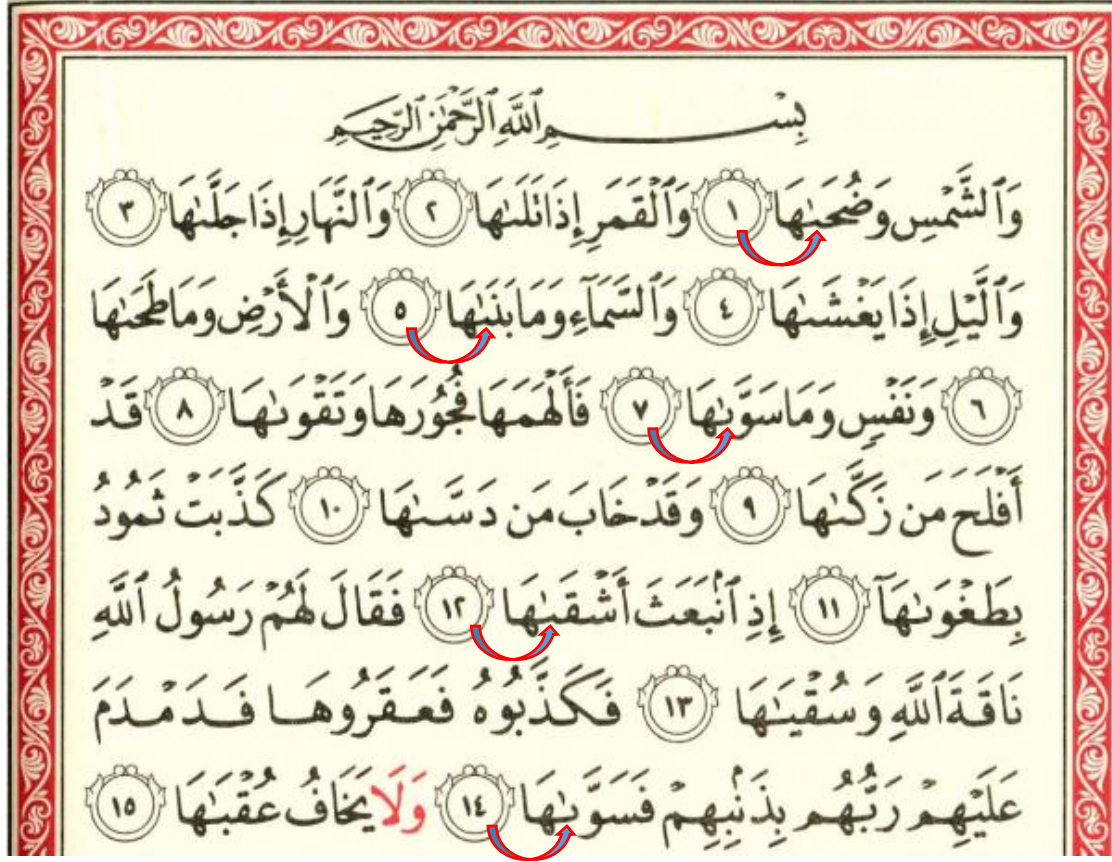 بِسْمِ ٱللَّهِ ٱلرَّحْمَٰنِ ٱلرَّحِيمِ
وَٱلشَّمْسِ وَضُحَىٰهَا ١ وَٱلْقَمَرِ إِذَا تَلَىٰهَا ٢ وَٱلنَّهَارِ إِذَا جَلَّىٰهَا ٣
وَٱلَّيْلِ إِذَا يَغْشَىٰهَا ٤ وَٱلسَّمَآءِ وَمَا بَنَىٰهَا ٥ وَٱلْأَرْضِ وَمَا طَحَىٰهَا
٦ وَنَفْسٍ وَمَا سَوَّىٰهَا ٧ فَأَلْهَمَهَا فُجُورَهَا وَتَقْوَىٰهَا ٨ قَدْ
أَفْلَحَ مَن زَكَّىٰهَا ٩ وَقَدْ خَابَ مَن دَسَّىٰهَا ١٠ كَذَّبَتْ ثَمُودُ
بِطَغْوَىٰهَآ ١١ إِذِ ٱنۢبَعَثَ أَشْقَىٰهَا ١٢ فَقَالَ لَهُمْ رَسُولُ ٱللَّهِ
نَاقَةَ ٱللَّهِ وَسُقْيَٰهَا ١٣ فَكَذَّبُوهُ فَعَقَرُوهَا فَدَمْدَمَ
عَلَيْهِمْ رَبُّهُم بِذَنۢبِهِمْ فَسَوَّىٰهَا ١٤ وَلَا يَخَافُ عُقْبَٰهَا ١٥